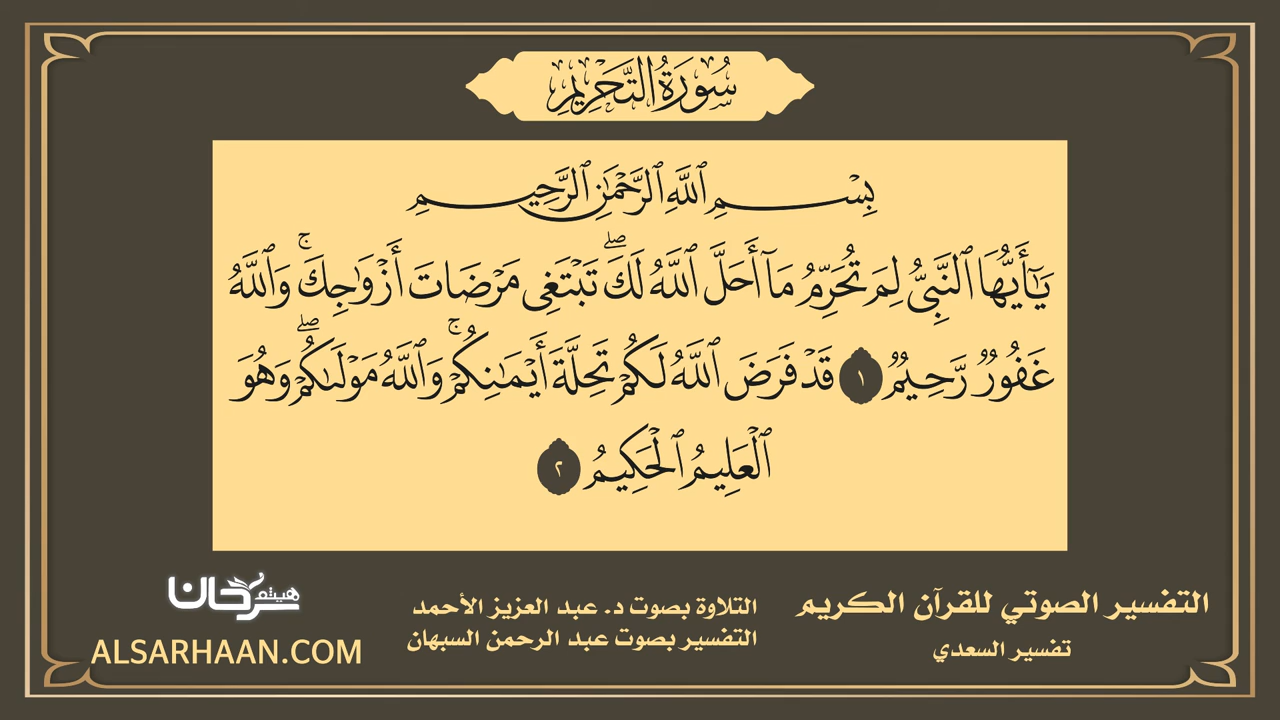 سُورَةُ التَّحْرِيمِ
بِسْمِ ٱللَّهِ ٱلرَّحْمَٰنِ ٱلرَّحِيمِ
يَٰٓأَيُّهَا ٱلنَّبِيُّ لِمَ تُحَرِّمُ مَآ أَحَلَّ ٱللَّهُ لَكَۖ تَبْتَغِي مَرْضَاتَ أَزْوَٰجِكَۚ وَٱللَّهُ
غَفُورٌ رَّحِيمٌ ١ قَدْ فَرَضَ ٱللَّهُ لَكُمْ تَحِلَّةَ أَيْمَٰنِكُمْۚ وَٱللَّهُ مَوْلَىٰكُمْۖ وَهُوَ
ٱلْعَلِيمُ ٱلْحَكِيمُ ٢
التفسير الصوتي للقرآن الكريم
تفسير السعدي
التلاوة بصوت د. عبد العزيز الأحمد
التفسير بصوت عبد الرحمن السبهان
هيثم سرحان
ALSARHAAN.COM